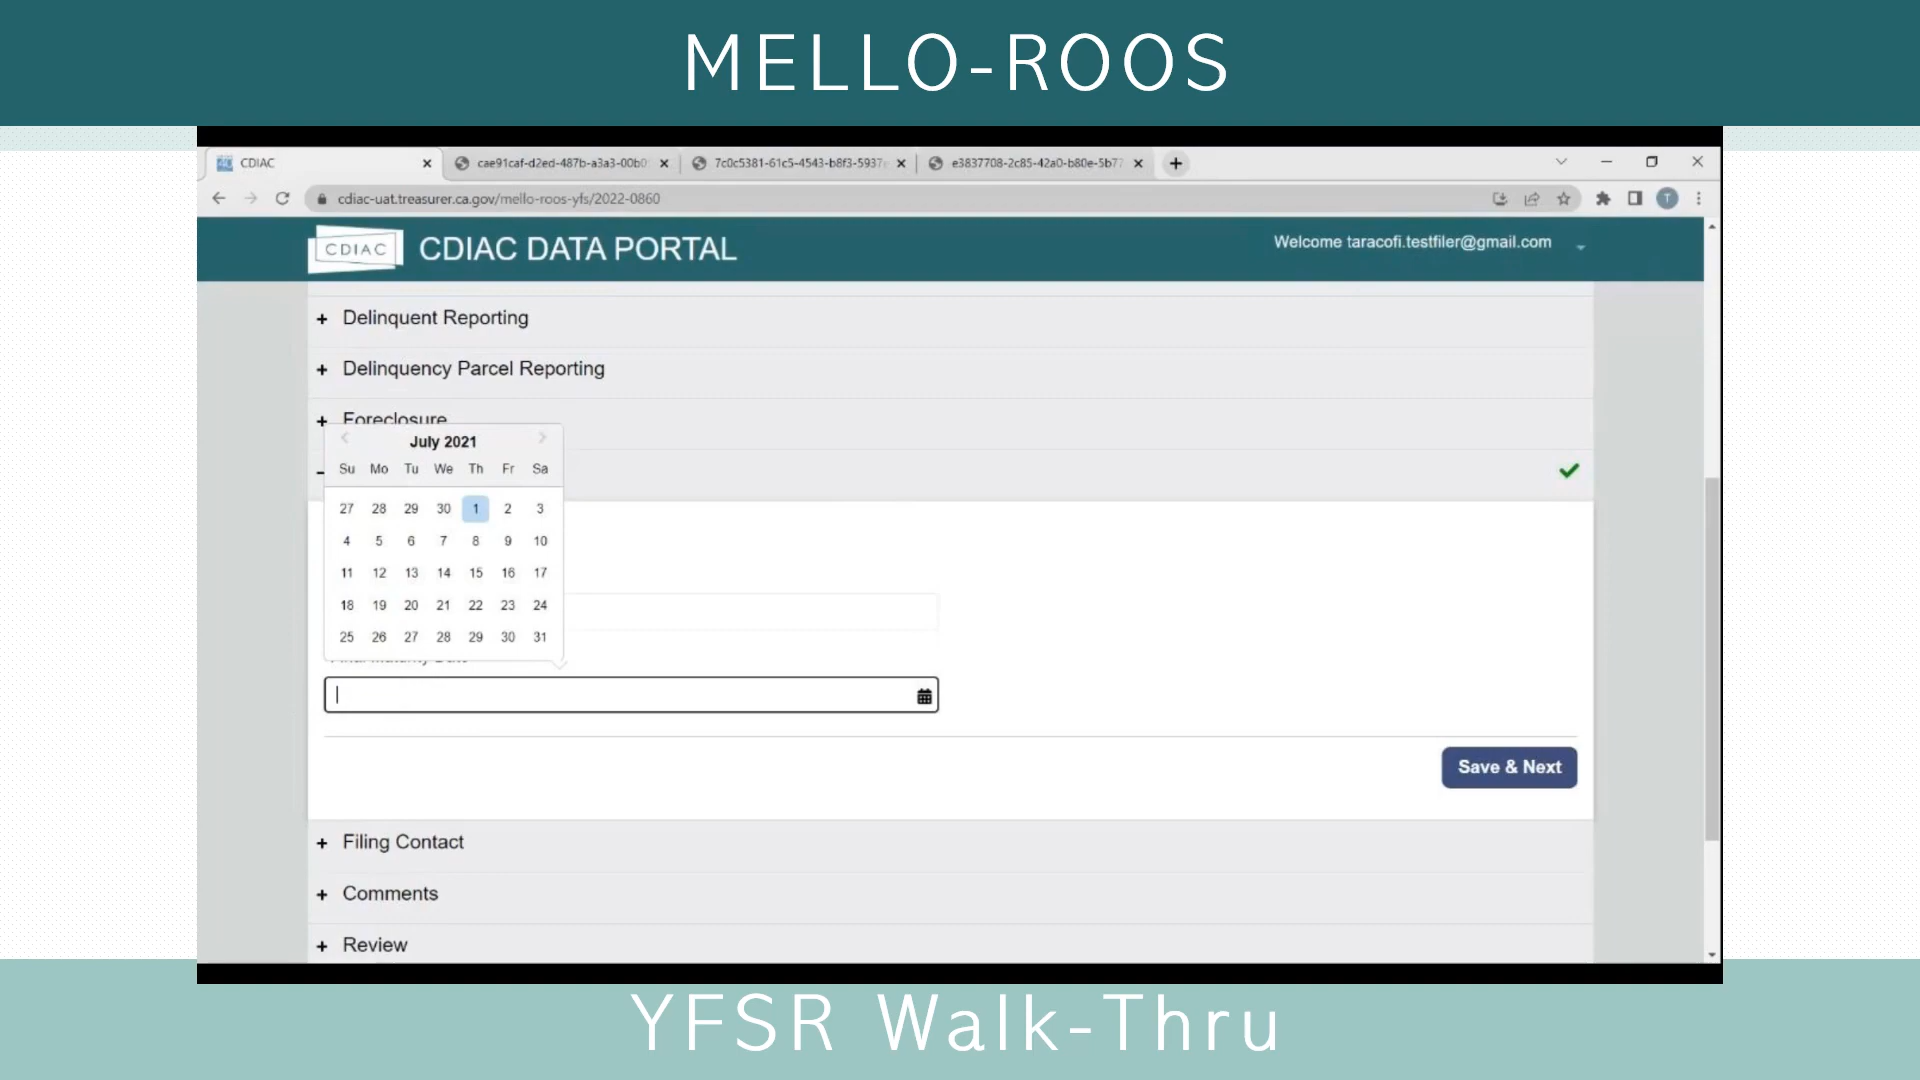 MELLO-ROOS
CDIAC
cae91caf-d2ed-487b-a3a3-00b0
7c0c5381-61c5-4543-b8f3-5937
e3837708-2c85-42a0-b80e-5b77
cdiac-uat.treasurer.ca.gov/mello-roos-yfs/2022-0860
T
CDIAC
CDIAC DATA PORTAL
Welcome taracofi.testfiler@gmail.com
+ Delinquent Reporting
+ Delinquency Parcel Reporting
+ Foreclosure
July 2021
Su Mo Tu We Th Fr Sa
27 28 29 30 1 2 3
4 5 6 7 8 9 10
11 12 13 14 15 16 17
18 19 20 21 22 23 24
25 26 27 28 29 30 31
Save & Next
+ Filing Contact
+ Comments
+ Review
YFSR Walk-Thru